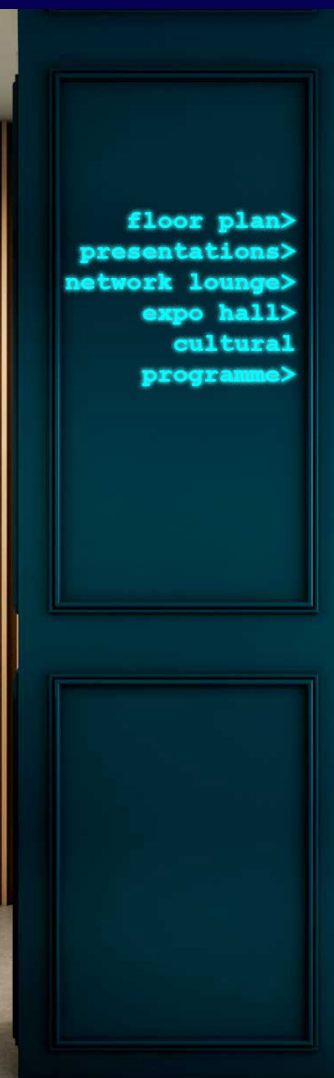 floor plan>
presentations>
network lounge>
expo hall>
cultural
programme>